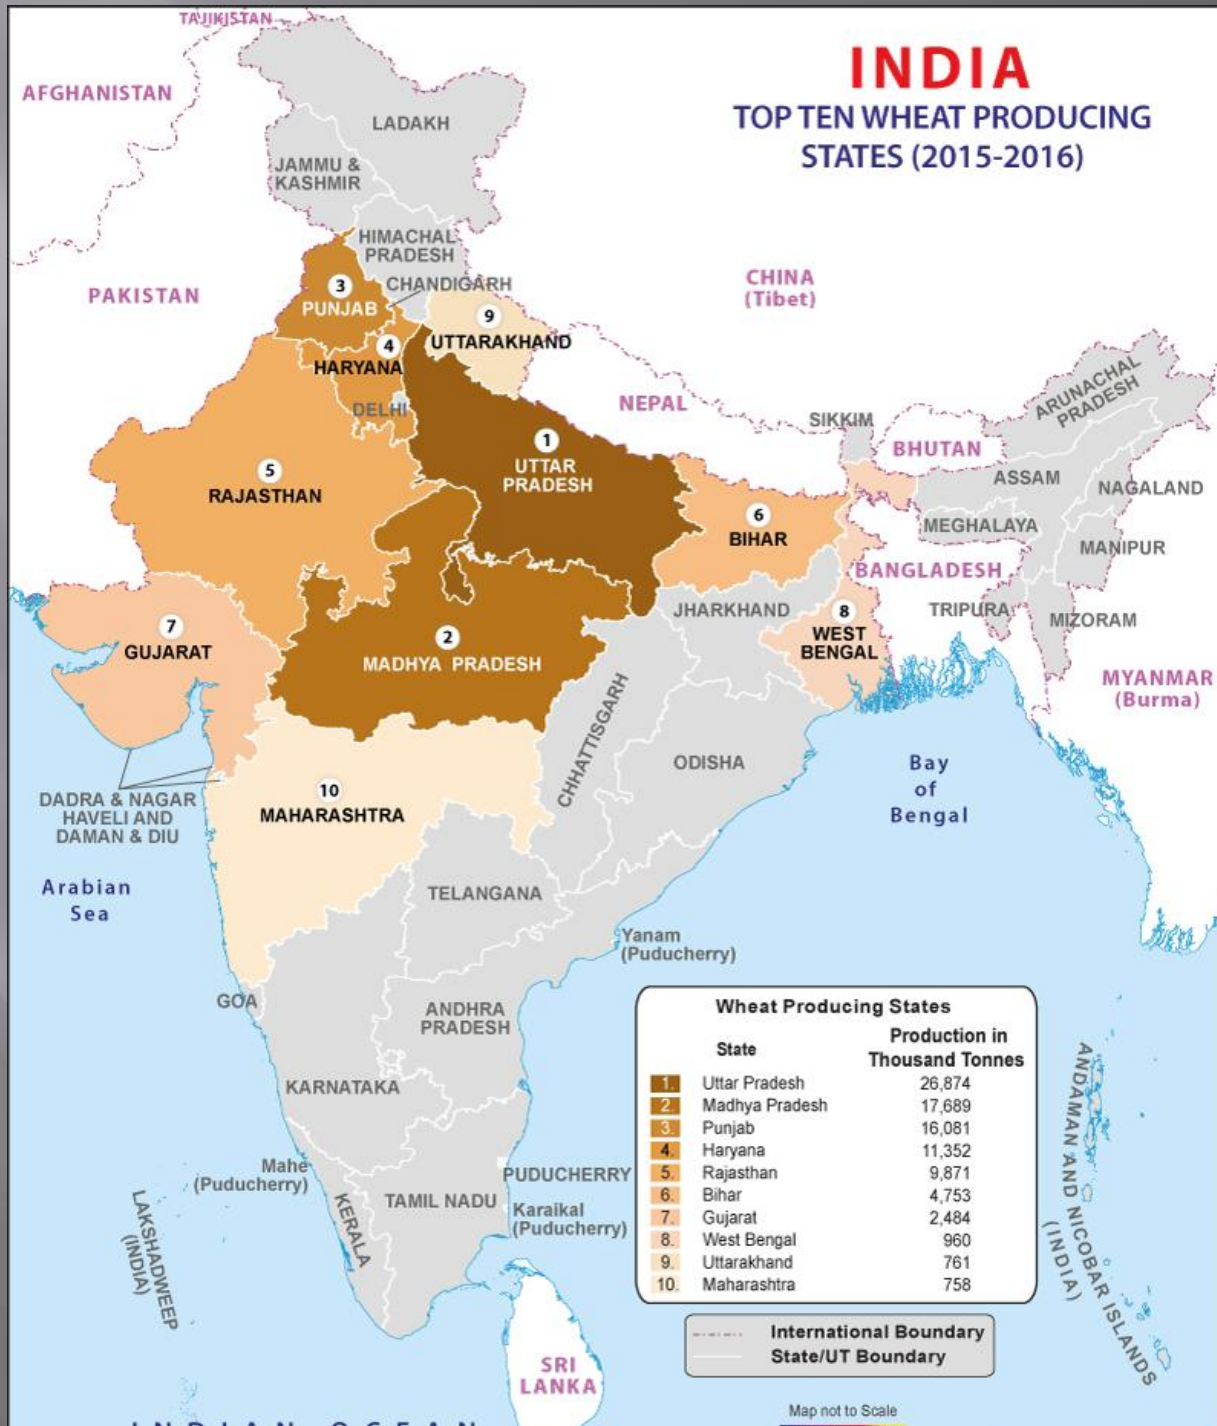 TAJIKISTAN
INDIA
TOP TEN WHEAT PRODUCING
STATES (2015-2016)
AFGHANISTAN
LADAKH
JAMMU &
KASHMIR
HIMACHAL
PRADESH
CHANDIGARH
CHINA
(Tibet)
PAKISTAN
3
PUNJAB
9
UTTARAKHAND
4
HARYANA
DELHI
NEPAL
SIKKIM
BHUTAN
ARUNACHAL
PRADESH
ASSAM
NAGALAND
MEGHALAYA
MANIPUR
1
UTTAR
PRADESH
5
RAJASTHAN
6
BIHAR
BANGLADESH
TRIPURA
MIZORAM
JHARKHAND
8
WEST
BENGAL
7
GUJARAT
2
MADHYA PRADESH
MYANMAR
(Burma)
CHHATTISGARH
ODISHA
Bay
of
Bengal
DADRA & NAGAR
HAVELI AND
DAMAN & DIU
10
MAHARASHTRA
Arabian
Sea
TELANGANA
Yanam
(Puducherry)
GOA
ANDHRA
PRADESH
KARNATAKA
Mahe
(Puducherry)
PUDUCHERRY
TAMIL NADU
Karaikal
(Puducherry)
KERALA
LAKSHADWEEP
(INDIA)
ANDAMAN AND NICOBAR ISLANDS
(INDIA)
Wheat Producing States
State Production in
Thousand Tonnes
1. Uttar Pradesh 26,874
2. Madhya Pradesh 17,689
3. Punjab 16,081
4. Haryana 11,352
5. Rajasthan 9,871
6. Bihar 4,753
7. Gujarat 2,484
8. West Bengal 960
9. Uttarakhand 761
10. Maharashtra 758
International Boundary
State/UT Boundary
SRI
LANKA
Map not to Scale
INDIAN OCEAN